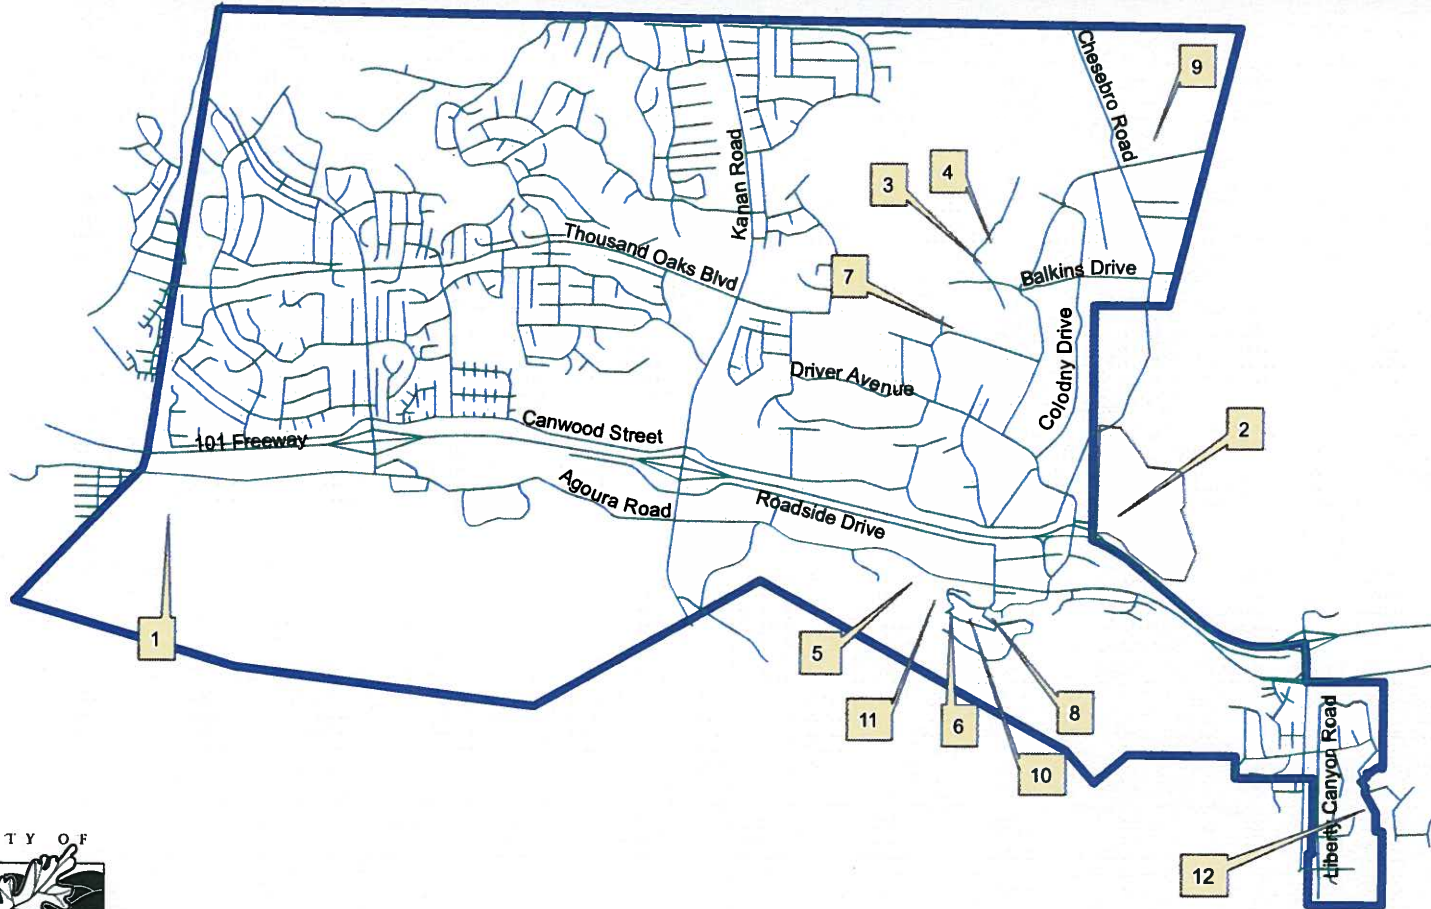 Chesebro Road
9
Kanan Road
4
3
Thousand Oaks Blvd
7
Balkins Drive
Colodny Drive
Driver Avenue
Canwood Street
2
101 Freeway
Agoura Road
Roadside Drive
1
5
11
6
8
10
Liberty Canyon Road
12
T Y O F